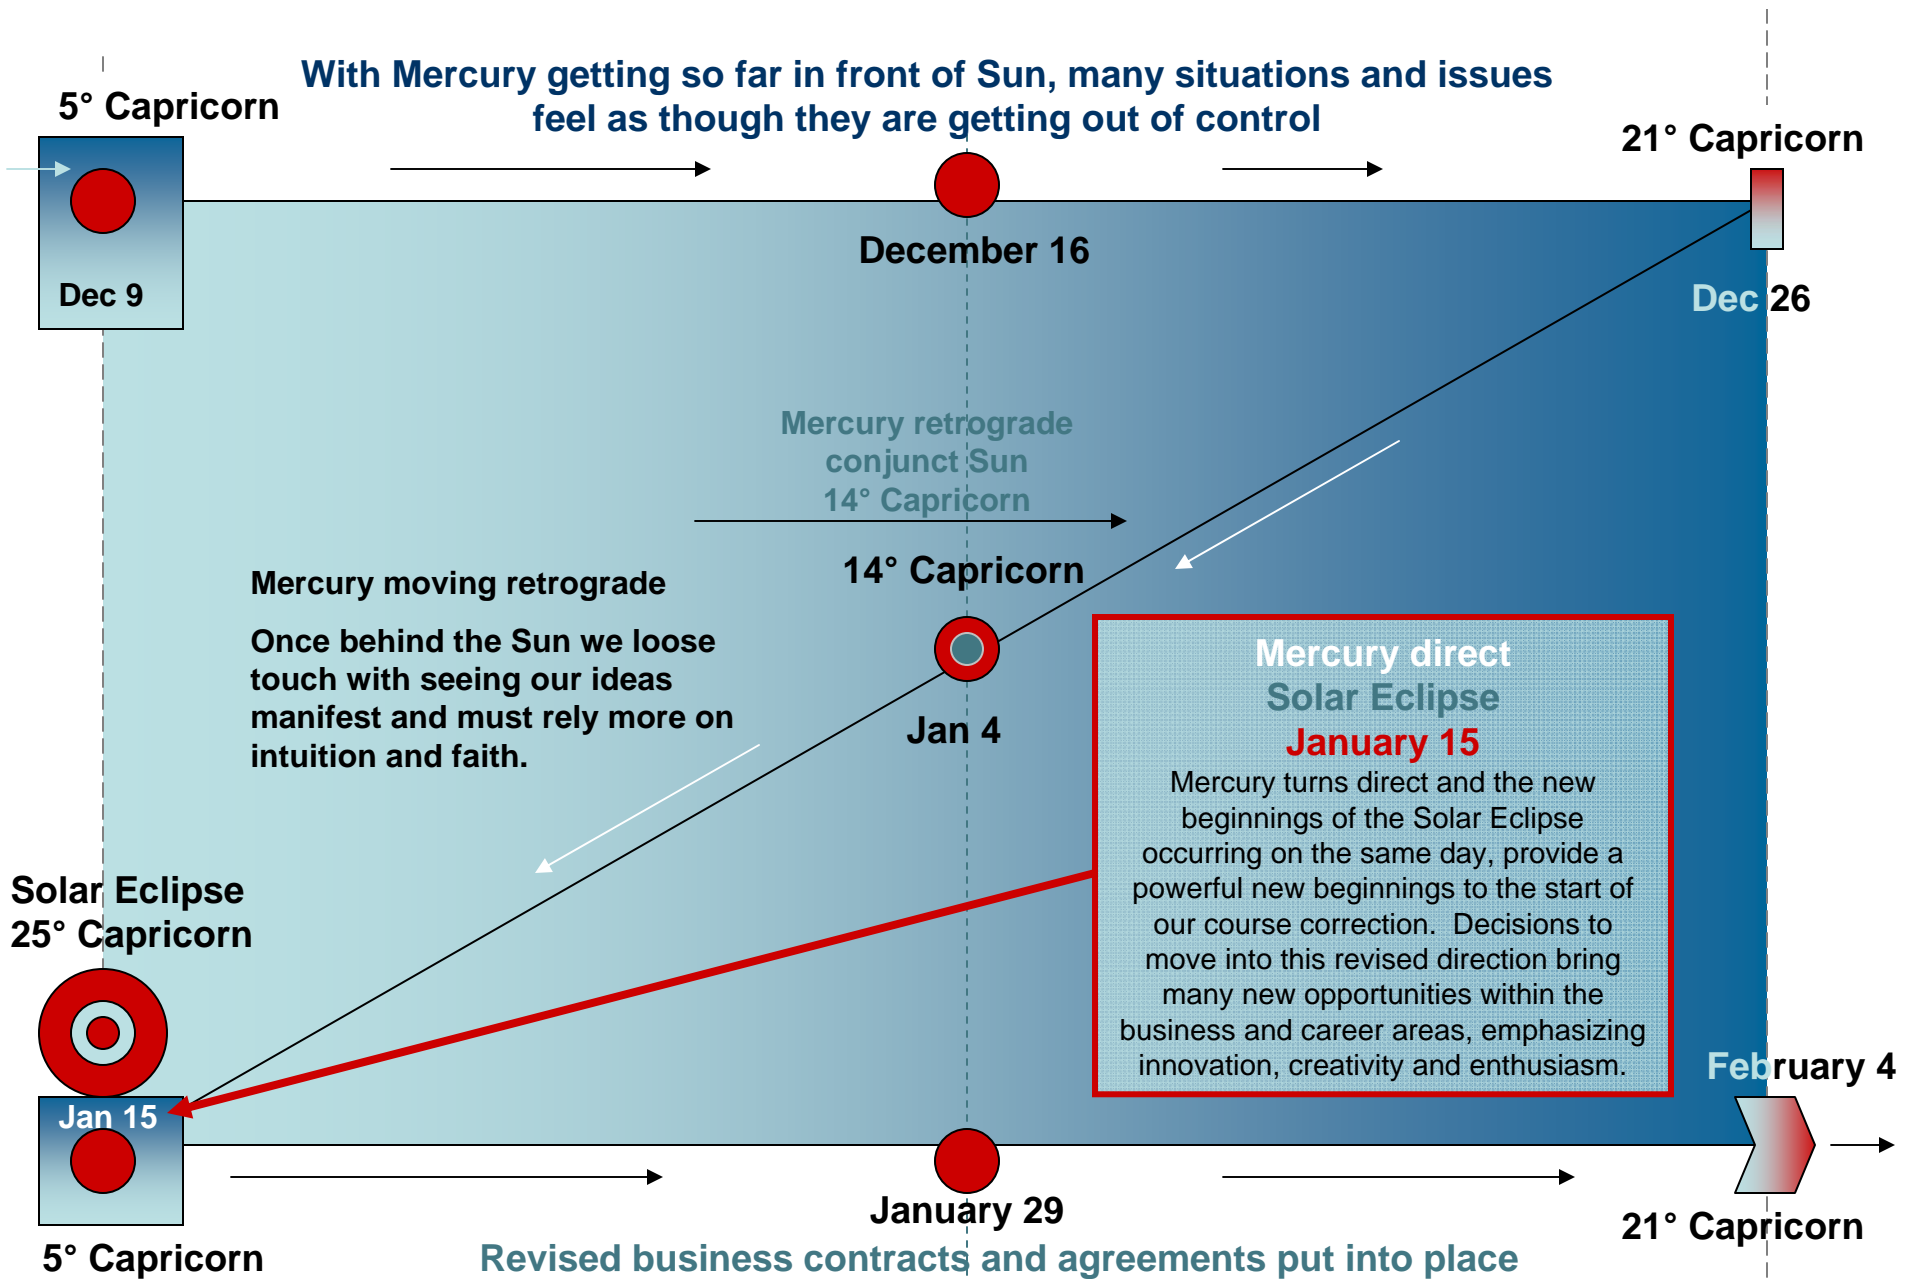 With Mercury getting so far in front of Sun, many situations and issues
feel as though they are getting out of control
5° Capricorn
21° Capricorn
Dec 9
December 16
Dec 26
Mercury retrograde
conjunct Sun
14° Capricorn
14° Capricorn
Jan 4
Mercury moving retrograde
Once behind the Sun we loose
touch with seeing our ideas
manifest and must rely more on
intuition and faith.
Mercury direct
Solar Eclipse
January 15
Mercury turns direct and the new
beginnings of the Solar Eclipse
occurring on the same day, provide a
powerful new beginnings to the start of
our course correction.  Decisions to
move into this revised direction bring
many new opportunities within the
business and career areas, emphasizing
innovation, creativity and enthusiasm.
Solar Eclipse
25° Capricorn
Jan 15
February 4
January 29
21° Capricorn
5° Capricorn
Revised business contracts and agreements put into place